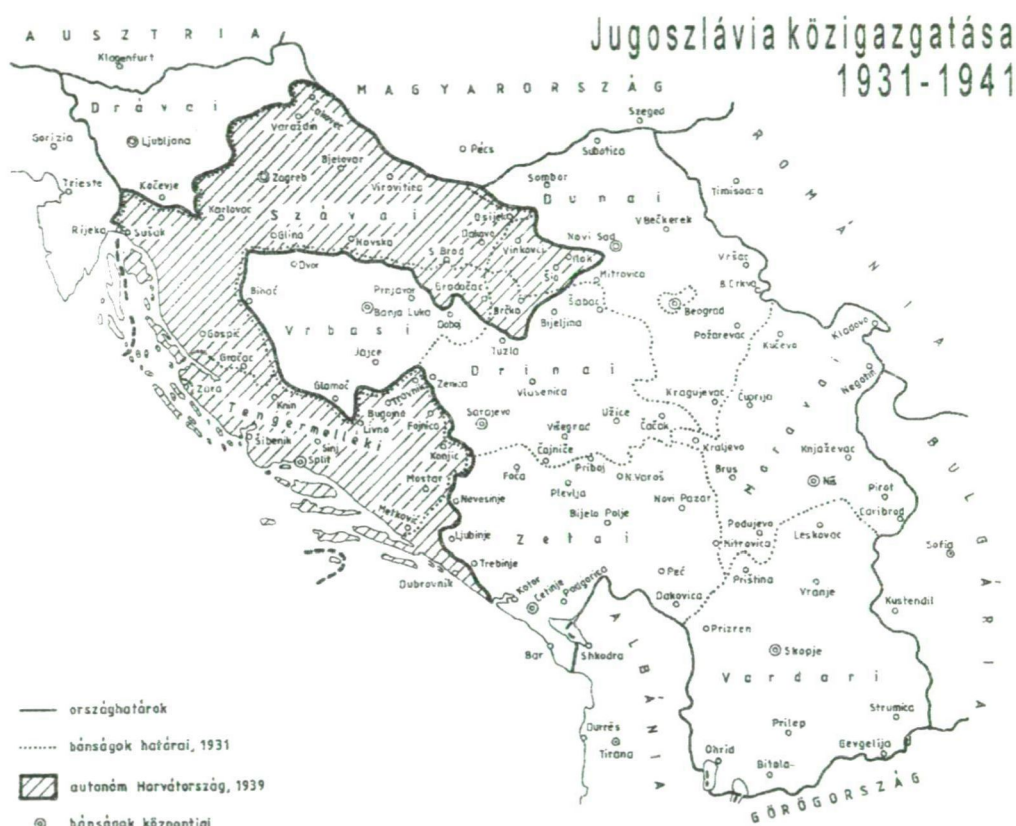 Jugoszlávia közigazgatása
1931-1941
AUSZTRIA
Klagenfurt
MAGYARORSZÁG
Drávai
Szeged
Gorizia
Ljubljana
Varaždin
Čakovec
Pécs
Subotica
ROMÁNIA
Trieste
Kočevje
Zagreb
Bjelovar
Virovitica
Sombor
Timisoara
Dunai
Rijeka
Sušak
Karlovac
Szávai
Osijek
V Bečkerek
Glina
Novska
Đakovo
Vinkovci
Novi Sad
S. Brod
Ilok
Vršac
Dvor
Šid
Mitrovica
B. Crkva
Bihać
Prnjavor
Gradačac
Banja Luka
Brčko
Šabac
Beograd
Vrbasi
Doboj
Bijeljina
Požarevac
Kladovo
Gospić
Tuzla
Kučevo
Jajce
Gračac
Drinai
Negotin
Zara
Glamoč
Zenica
Vlasenica
Kragujevac
Ćuprija
Moravai
Knin
Travnik
Bugojno
Tengermelléki
Livno
Fojnica
Sarajevo
Užice
Čačak
Šibenik
Sinj
Višegrad
Kraljevo
Knjaževac
BULGÁRIA
Split
Konjic
Čajniče
Foča
Priboj
N. Varoš
Brus
Niš
Mostar
Plevlja
Pirot
Nevesinje
Novi Pazar
Caribrod
Metković
Bijelo Polje
Podujevo
Ljubinje
Zetai
Mitrovica
Leskovac
Sofia
Trebinje
Peć
Priština
Dubrovnik
Kotor
Cetinje
Podgorica
Vranje
Đakovica
Kustendil
Prizren
Bar
Shkodra
ALBÁNIA
Skopje
Vardari
országhatárok
Strumica
Durrës
Prilep
bánságok határai, 1931
Tirana
Ohrid
Gevgelija
Bitola
autonóm Horvátország, 1939
GÖRÖGORSZÁG
bánságok központjai